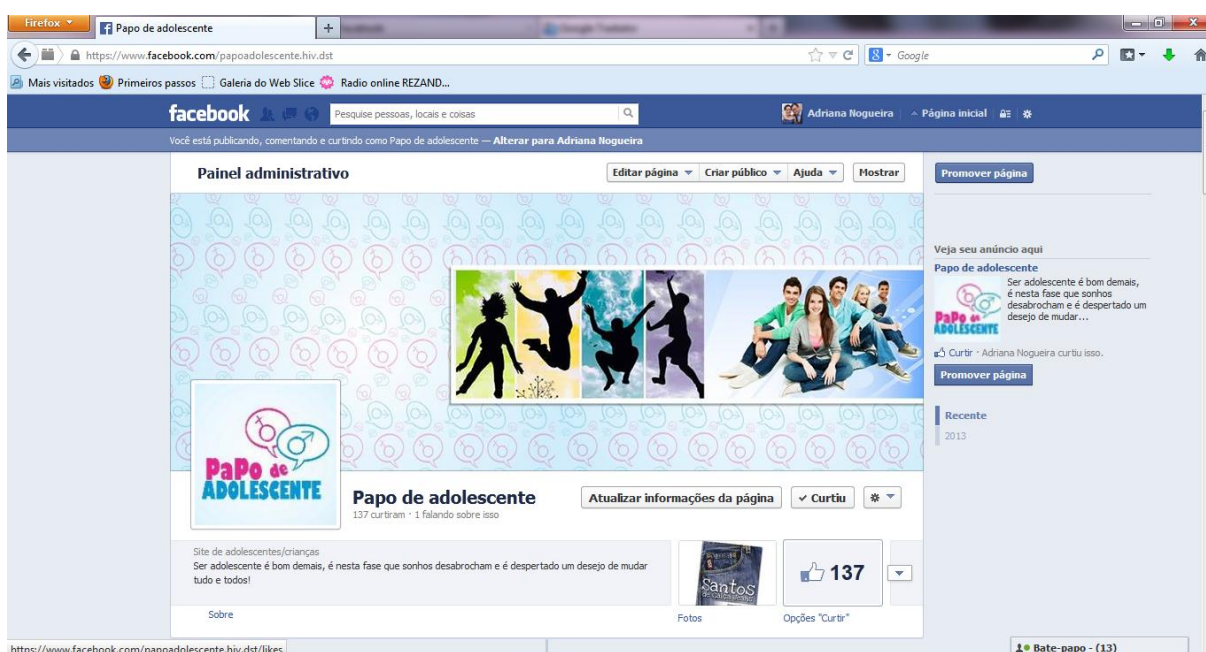 Firefox
Papo de adolescente
https://www.facebook.com/papoadolescente.hiv.dst
Google
Mais visitados Primeiros passos Galeria do Web Slice Radio online REZAND...
facebook Pesquise pessoas, locais e coisas Adriana Nogueira Página inicial
Você está publicando, comentando e curtindo como Papo de adolescente — Alterar para Adriana Nogueira
Painel administrativo Editar página Criar público Ajuda Mostrar
Promover página
Veja seu anúncio aqui
Papo de adolescente
Ser adolescente é bom demais,
é nesta fase que sonhos
desabrocham e é despertado um
desejo de mudar...
PaPo de
ADOLESCENTE
Curtir · Adriana Nogueira curtiu isso.
Promover página
Recente
2013
PaPo de
ADOLESCENTE
Papo de adolescente
137 curtiram · 1 falando sobre isso
Atualizar informações da página Curtiu
Site de adolescentes/crianças
Ser adolescente é bom demais, é nesta fase que sonhos desabrocham e é despertado um desejo de mudar
tudo e todos!
Sobre
Santos
Fotos
137
Opções "Curtir"
https://www.facebook.com/papoadolescente.hiv.dst/likes
Bate-papo - (13)